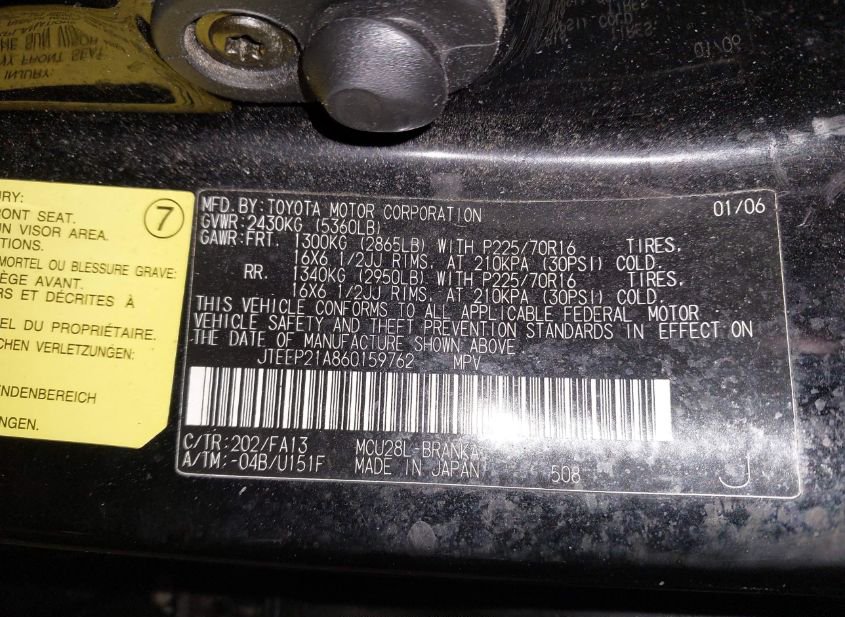 URY:
RONT SEAT.
UN VISOR AREA.
TIONS.
7
MORTEL OU BLESSURE GRAVE:
IÈGE AVANT.
RS ET DÉCRITES À
EL DU PROPRIÉTAIRE.
CHEN VERLETZUNGEN:
NDENBEREICH
UNGEN.
MFD. BY: TOYOTA MOTOR CORPORATION 01/06
GVWR: 2430KG (5360LB)
GAWR: FRT. 1300KG (2865LB) WITH P225/70R16 TIRES,
16X6 1/2JJ RIMS, AT 210KPA (30PSI) COLD.
RR. 1340KG (2950LB) WITH P225/70R16 TIRES,
16X6 1/2JJ RIMS, AT 210KPA (30PSI) COLD.
THIS VEHICLE CONFORMS TO ALL APPLICABLE FEDERAL MOTOR
VEHICLE SAFETY AND THEFT PREVENTION STANDARDS IN EFFECT ON
THE DATE OF MANUFACTURE SHOWN ABOVE.
JTEEP21A860159762 MPV
C/TR: 202/FA13 MCU28L-BRANKA
A/TM: -04B/U151F MADE IN JAPAN 508 J